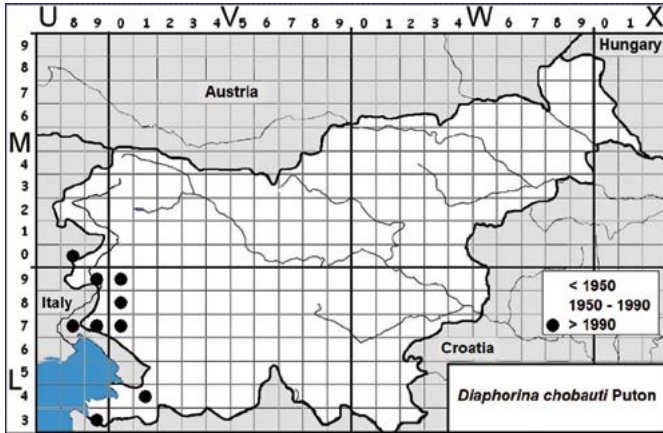 U 8 9 0 1 2 3 4 V 5 6 7 8 9 0 1 2 3 4 W 5 6 7 8 9 0 1 X
9
8
7
6
M 5
4
3
2
1
0
9
8
7
6
L 5
4
3
Austria
Hungary
Italy
Croatia
< 1950
1950 - 1990
> 1990
Diaphorina chobauti Puton